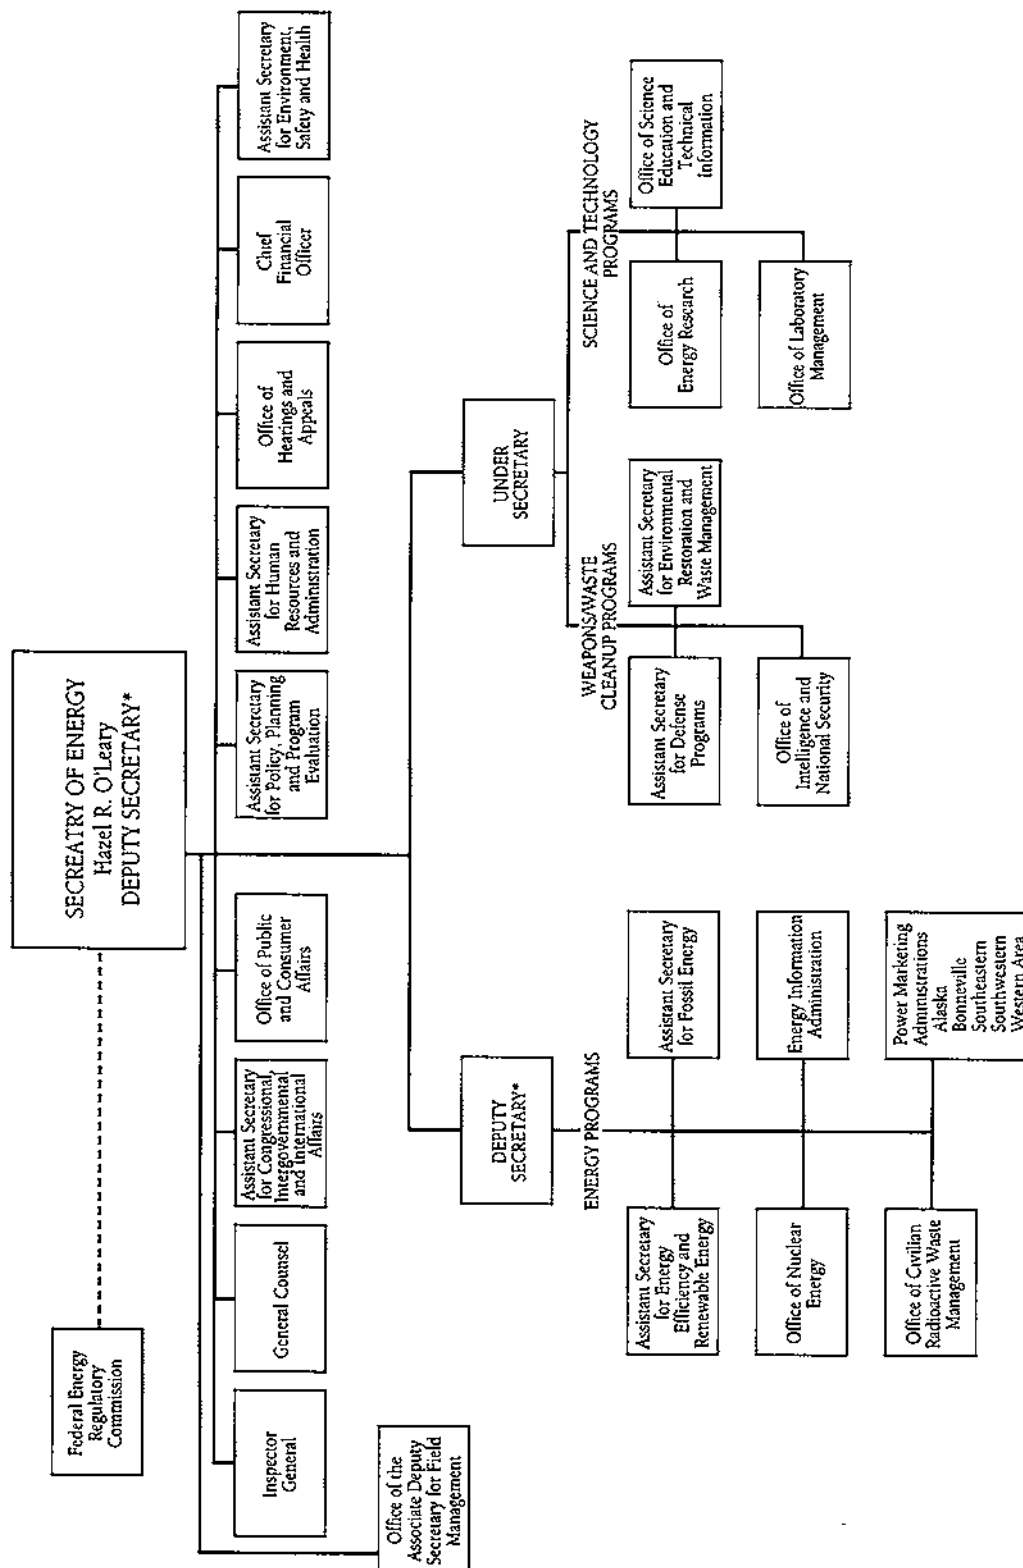 SECREATRY OF ENERGY
Hazel R. O'Leary
DEPUTY SECRETARY*
Federal Energy
Regulatory
Commission
Inspector
General
General Counsel
Assistant Secretary
for Congressional,
Intergovernmental
and International
Affairs
Office of Public
and Consumer
Affairs
Assistant Secretary
for Policy, Planning
and Program
Evaluation
Assistant Secretary
for Human
Resources and
Administration
Office of
Hearings and
Appeals
Chief
Financial
Officer
Assistant Secretary
for Environment,
Safety and Health
Office of the
Associate Deputy
Secretary for Field
Management
DEPUTY
SECRETARY*
UNDER
SECRETARY
ENERGY PROGRAMS
Assistant Secretary
for Energy
Efficiency and
Renewable Energy
Assistant Secretary
for Fossil Energy
Office of Nuclear
Energy
Energy Information
Administration
Office of Civilian
Radioactive Waste
Management
Power Marketing
Administrations
Alaska
Bonneville
Southeastern
Southwestern
Western Area
WEAPONS/WASTE
CLEANUP PROGRAMS
Assistant Secretary
for Defense
Programs
Assistant Secretary
for Environmental
Restoration and
Waste Management
Office of
Intelligence and
National Security
SCIENCE AND TECHNOLOGY
PROGRAMS
Office of
Energy Research
Office of Science
Education and
Technical
Information
Office of Laboratory
Management